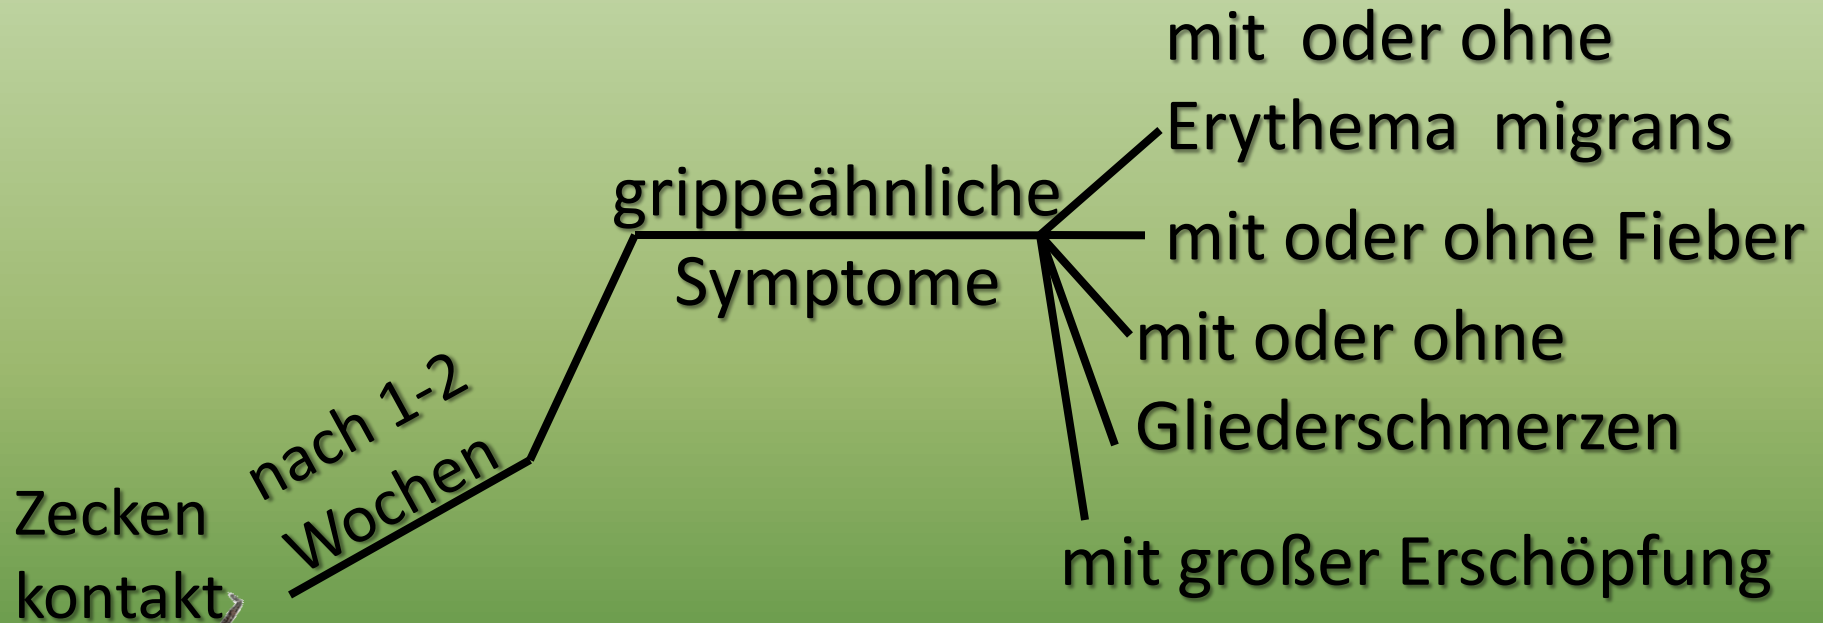 Zecken
kontakt
nach 1-2
Wochen
grippeähnliche
Symptome
mit oder ohne
Erythema migrans
mit oder ohne Fieber
mit oder ohne
Gliederschmerzen
mit großer Erschöpfung